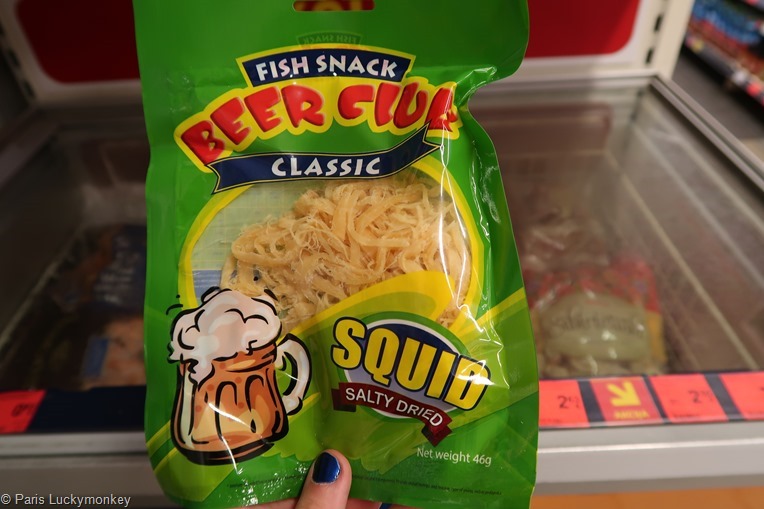 FISH SNACK
BEER CLUB
CLASSIC
SQUID
SALTY DRIED
Net weight 46g
© Paris Luckymonkey